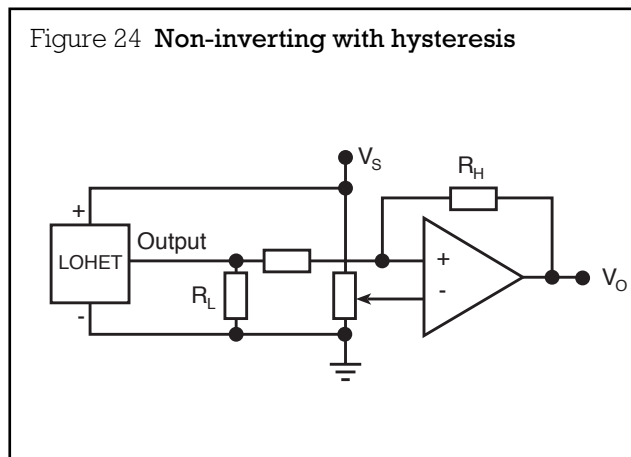 Figure 24 Non-inverting with hysteresis
V_S
R_H
+
Output
LOHET
+
-
R_L
-
V_O